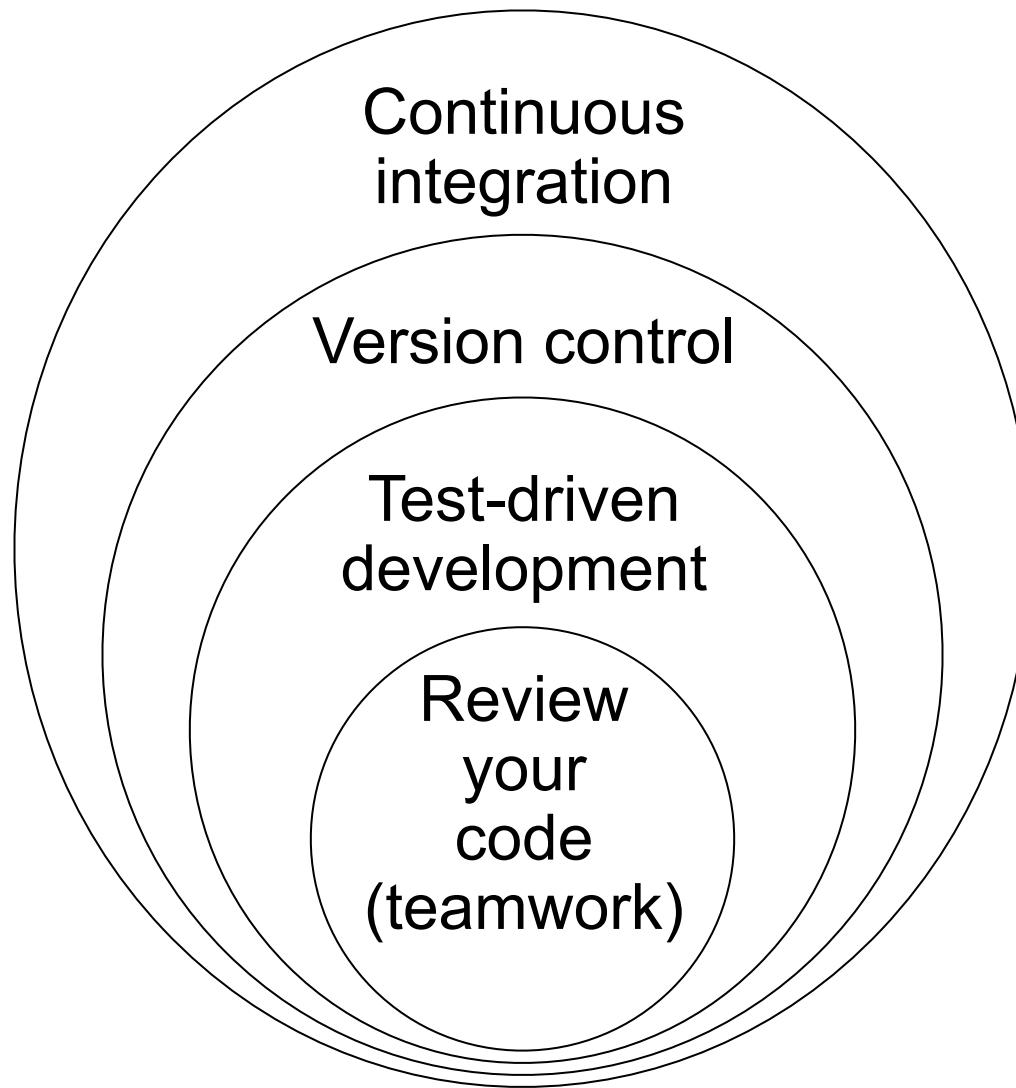 Continuous
integration
Version control
Test-driven
development
Review
your
code
(teamwork)